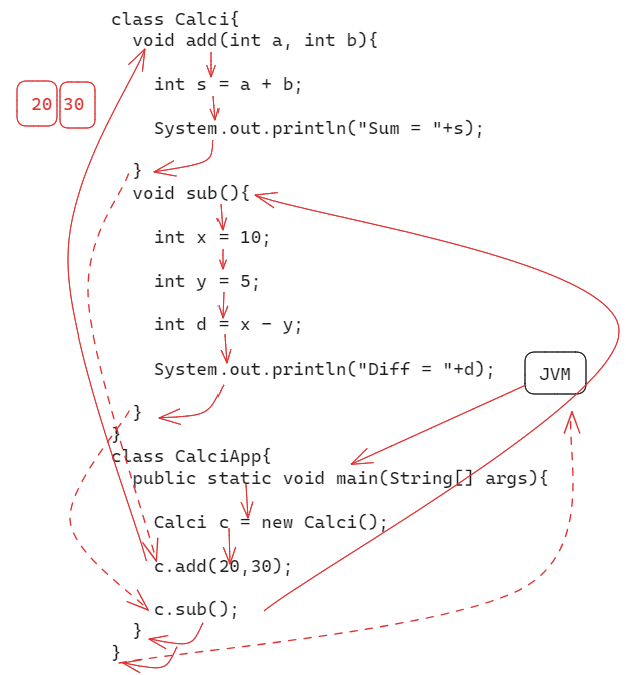 class Calci{
void add(int a, int b){
int s = a + b;
20 30
System.out.println("Sum = "+s);
}
void sub(){
int x = 10;
int y = 5;
int d = x - y;
System.out.println("Diff = "+d);
JVM
}
}
class CalciApp{
public static void main(String[] args){
Calci c = new Calci();
c.add(20,30);
c.sub();
}
}